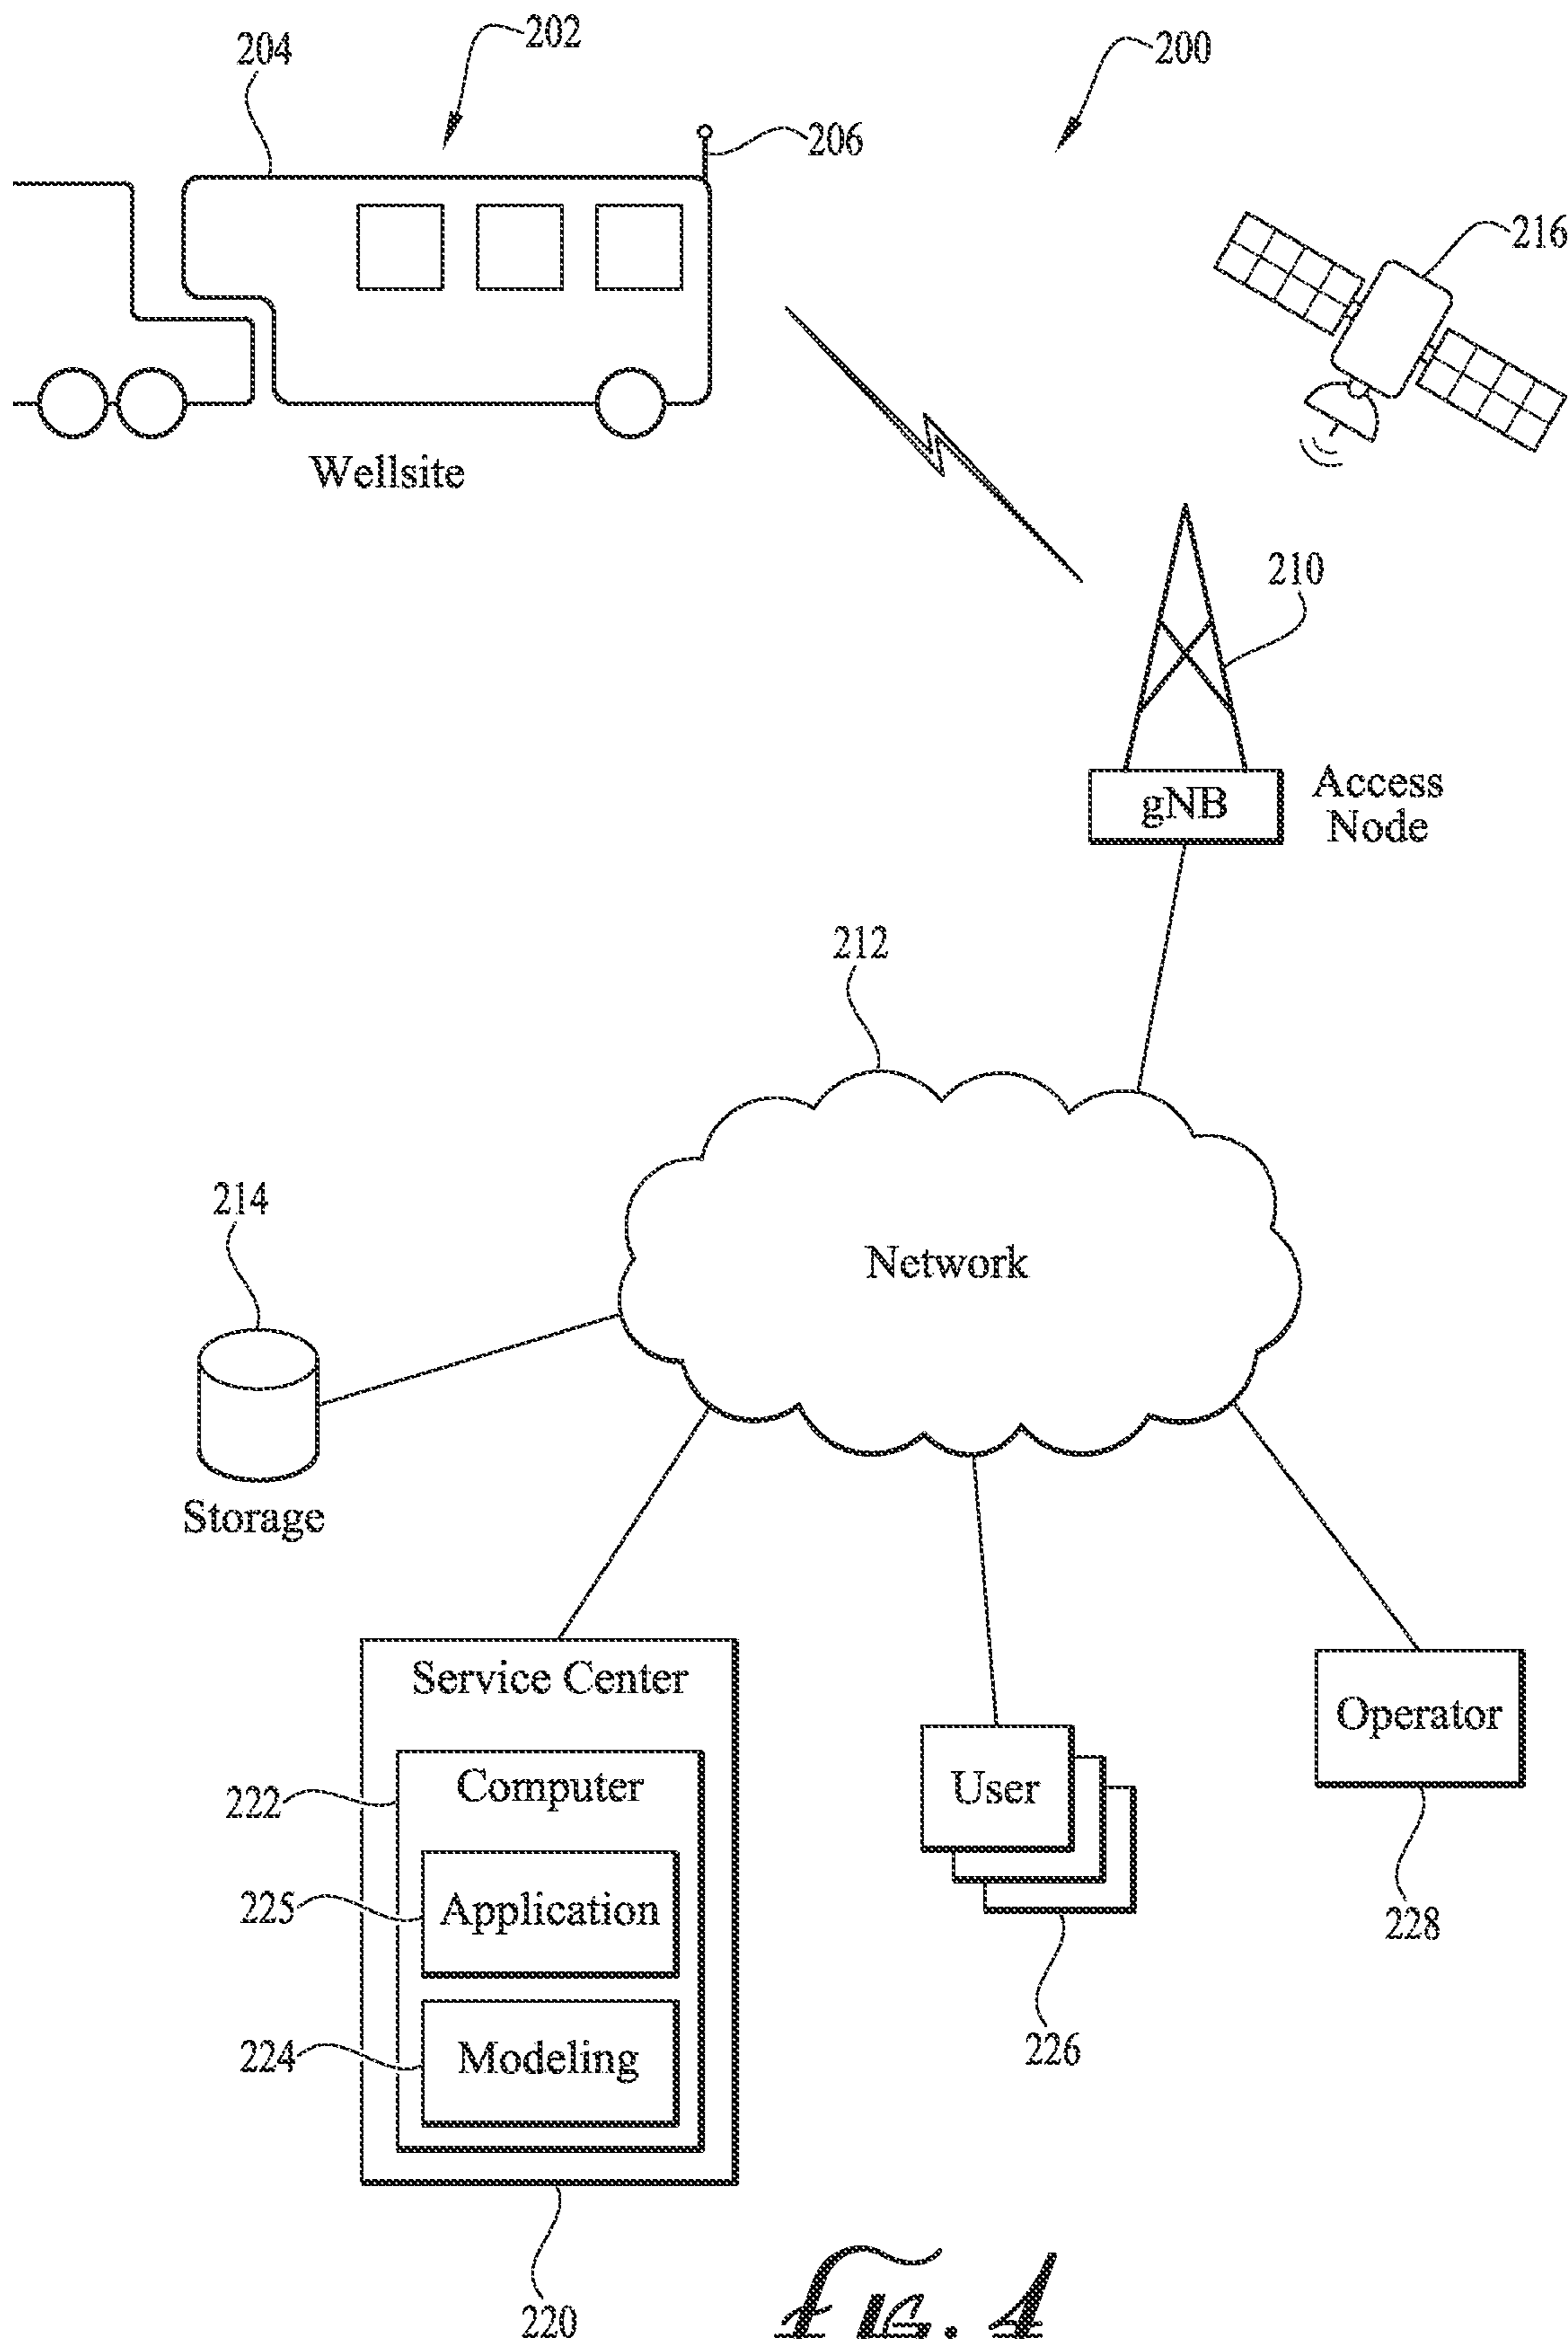 204
202
200
206
216
Wellsite
210
gNB
Access
Node
212
214
Network
Storage
Service Center
Operator
Computer
User
222
Application
225
228
Modeling
224
226
220
FIG. 4